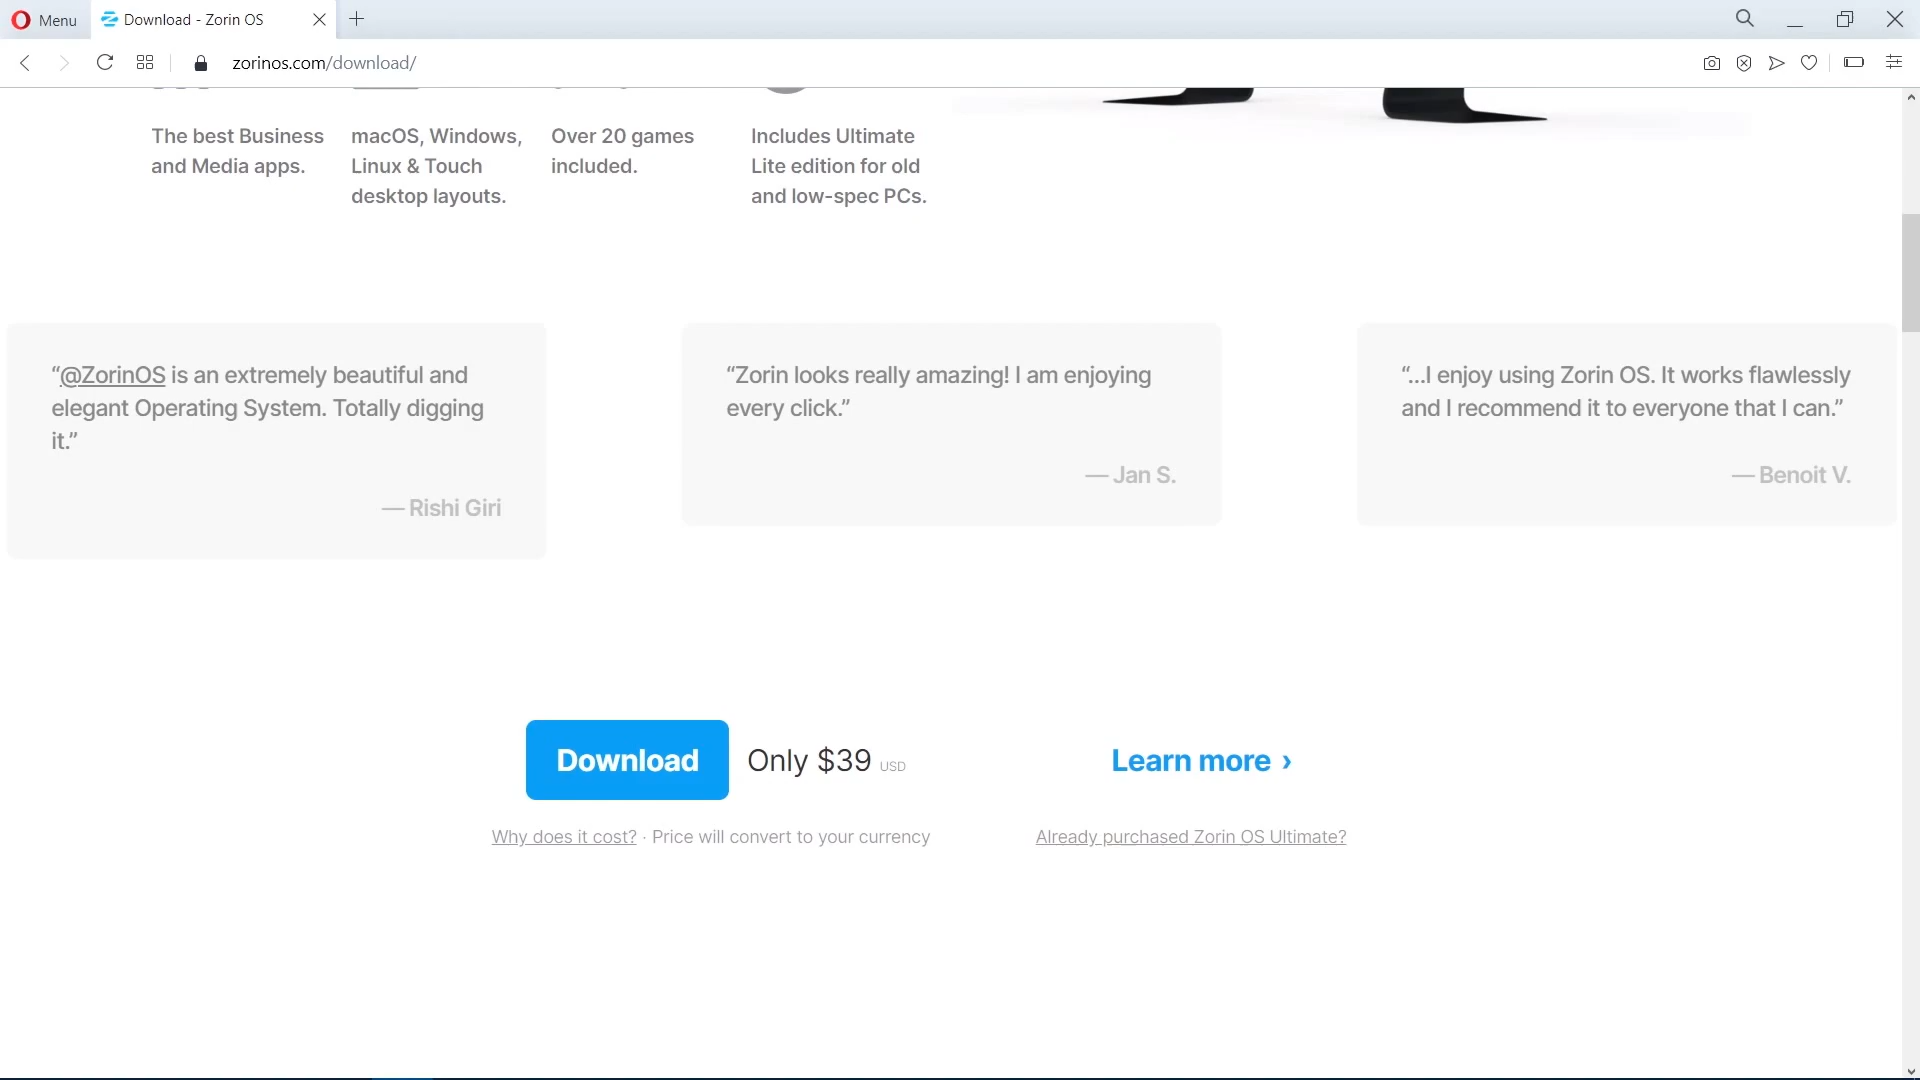 Menu
Download - Zorin OS
zorinos.com/download/
The best Business
and Media apps.
macOS, Windows,
Linux & Touch
desktop layouts.
Over 20 games
included.
Includes Ultimate
Lite edition for old
and low-spec PCs.
“@ZorinOS is an extremely beautiful and
elegant Operating System. Totally digging
it.”
— Rishi Giri
“Zorin looks really amazing! I am enjoying
every click.”
— Jan S.
“...I enjoy using Zorin OS. It works flawlessly
and I recommend it to everyone that I can.”
— Benoit V.
Download Only $39 USD
Learn more ›
Why does it cost? · Price will convert to your currency
Already purchased Zorin OS Ultimate?